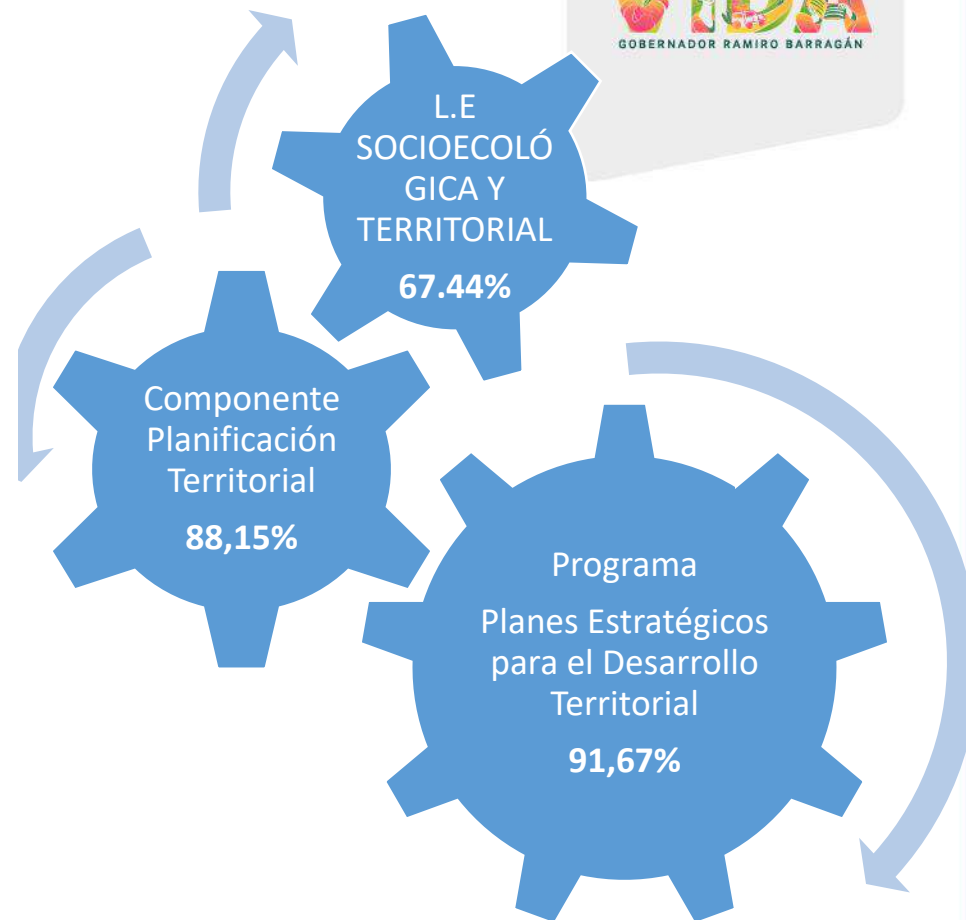 VIDA
GOBERNADOR RAMIRO BARRAGÁN
L.E
SOCIOECOLÓ
GICA Y
TERRITORIAL
67.44%
Componente
Planificación
Territorial
88,15%
Programa
Planes Estratégicos
para el Desarrollo
Territorial
91,67%